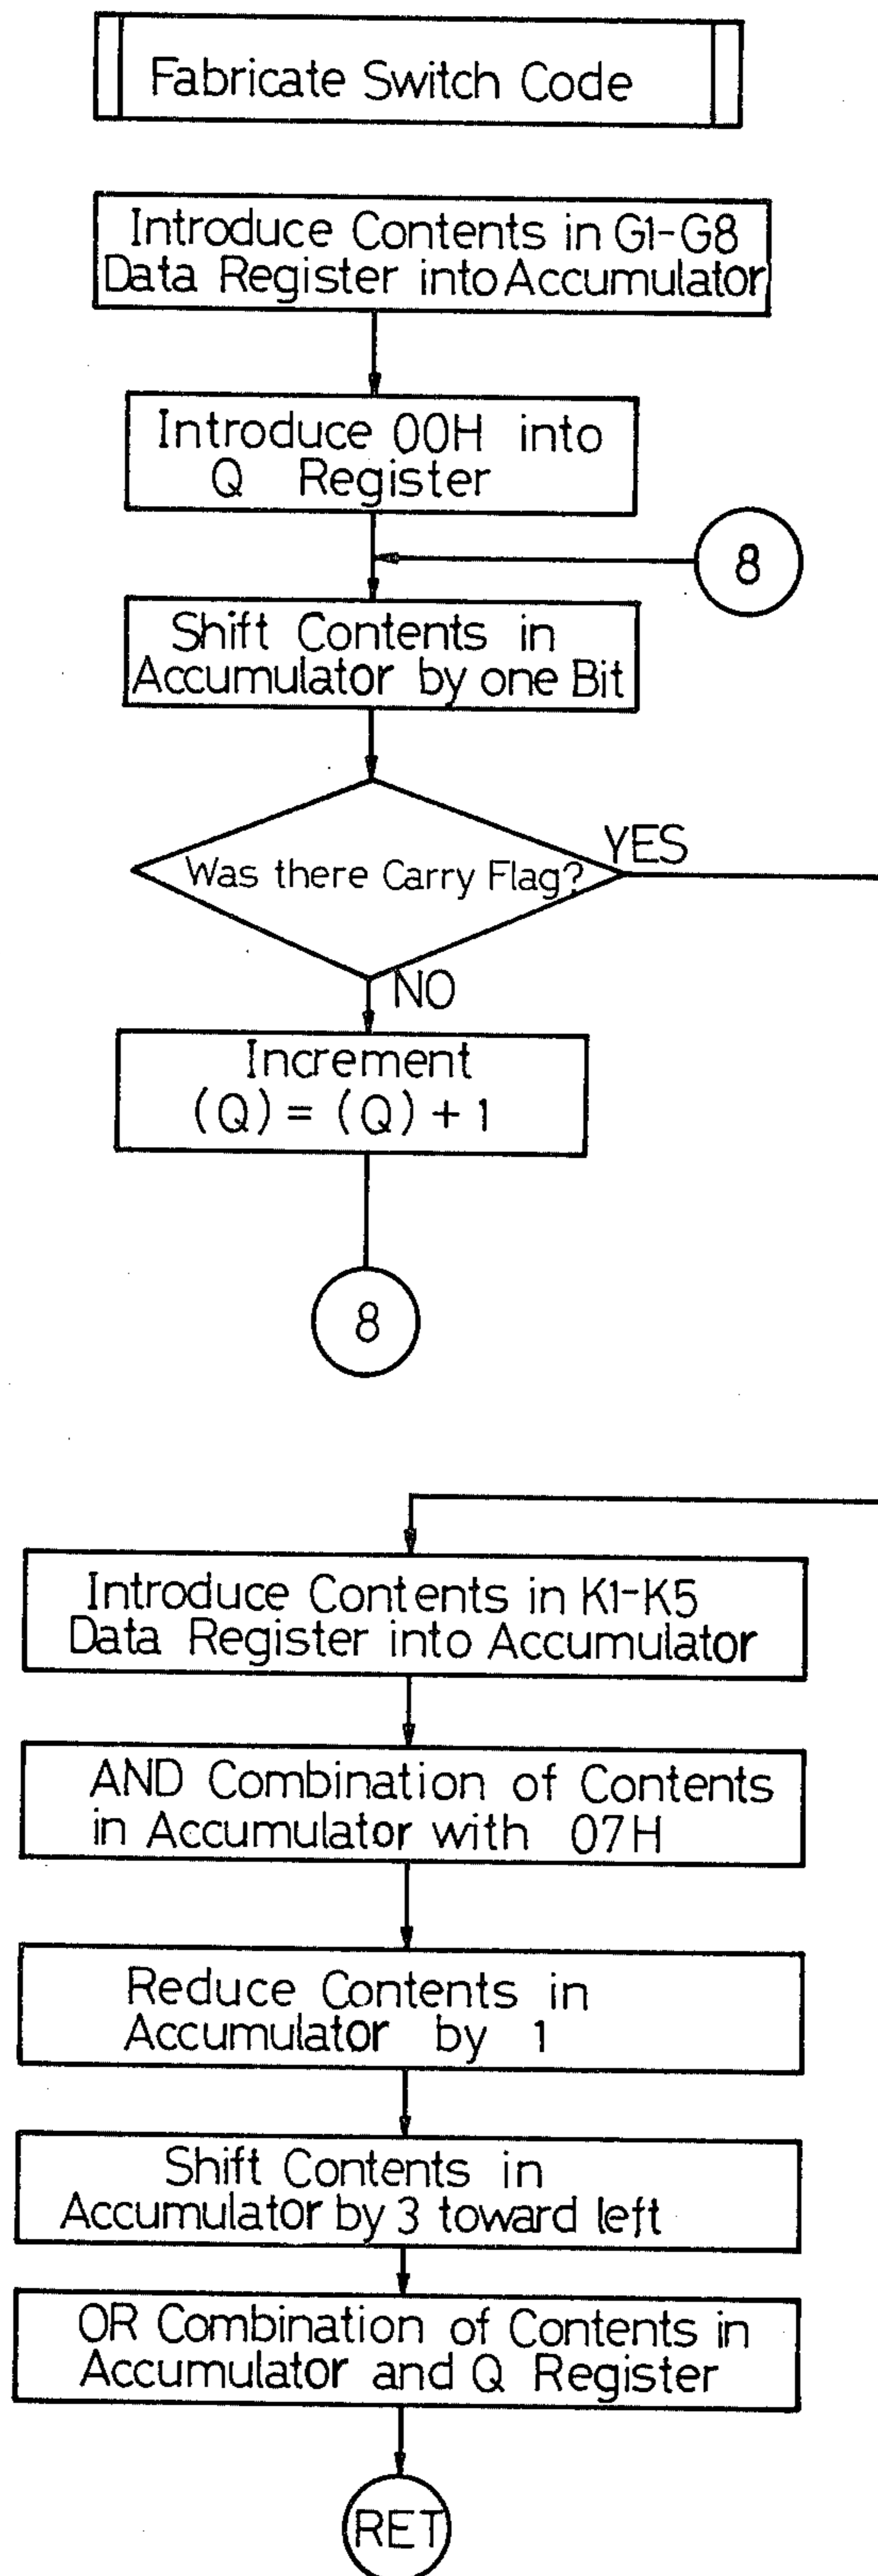 Fabricate Switch Code
Introduce Contents in G1-G8
Data Register into Accumulator
Introduce 00H into
Q Register
8
Shift Contents in
Accumulator by one Bit
YES
Was there Carry Flag?
NO
Increment
(Q) = (Q) + 1
8
Introduce Contents in K1-K5
Data Register into Accumulator
AND Combination of Contents
in Accumulator with 07H
Reduce Contents in
Accumulator by 1
Shift Contents in
Accumulator by 3 toward left
OR Combination of Contents in
Accumulator and Q Register
RET